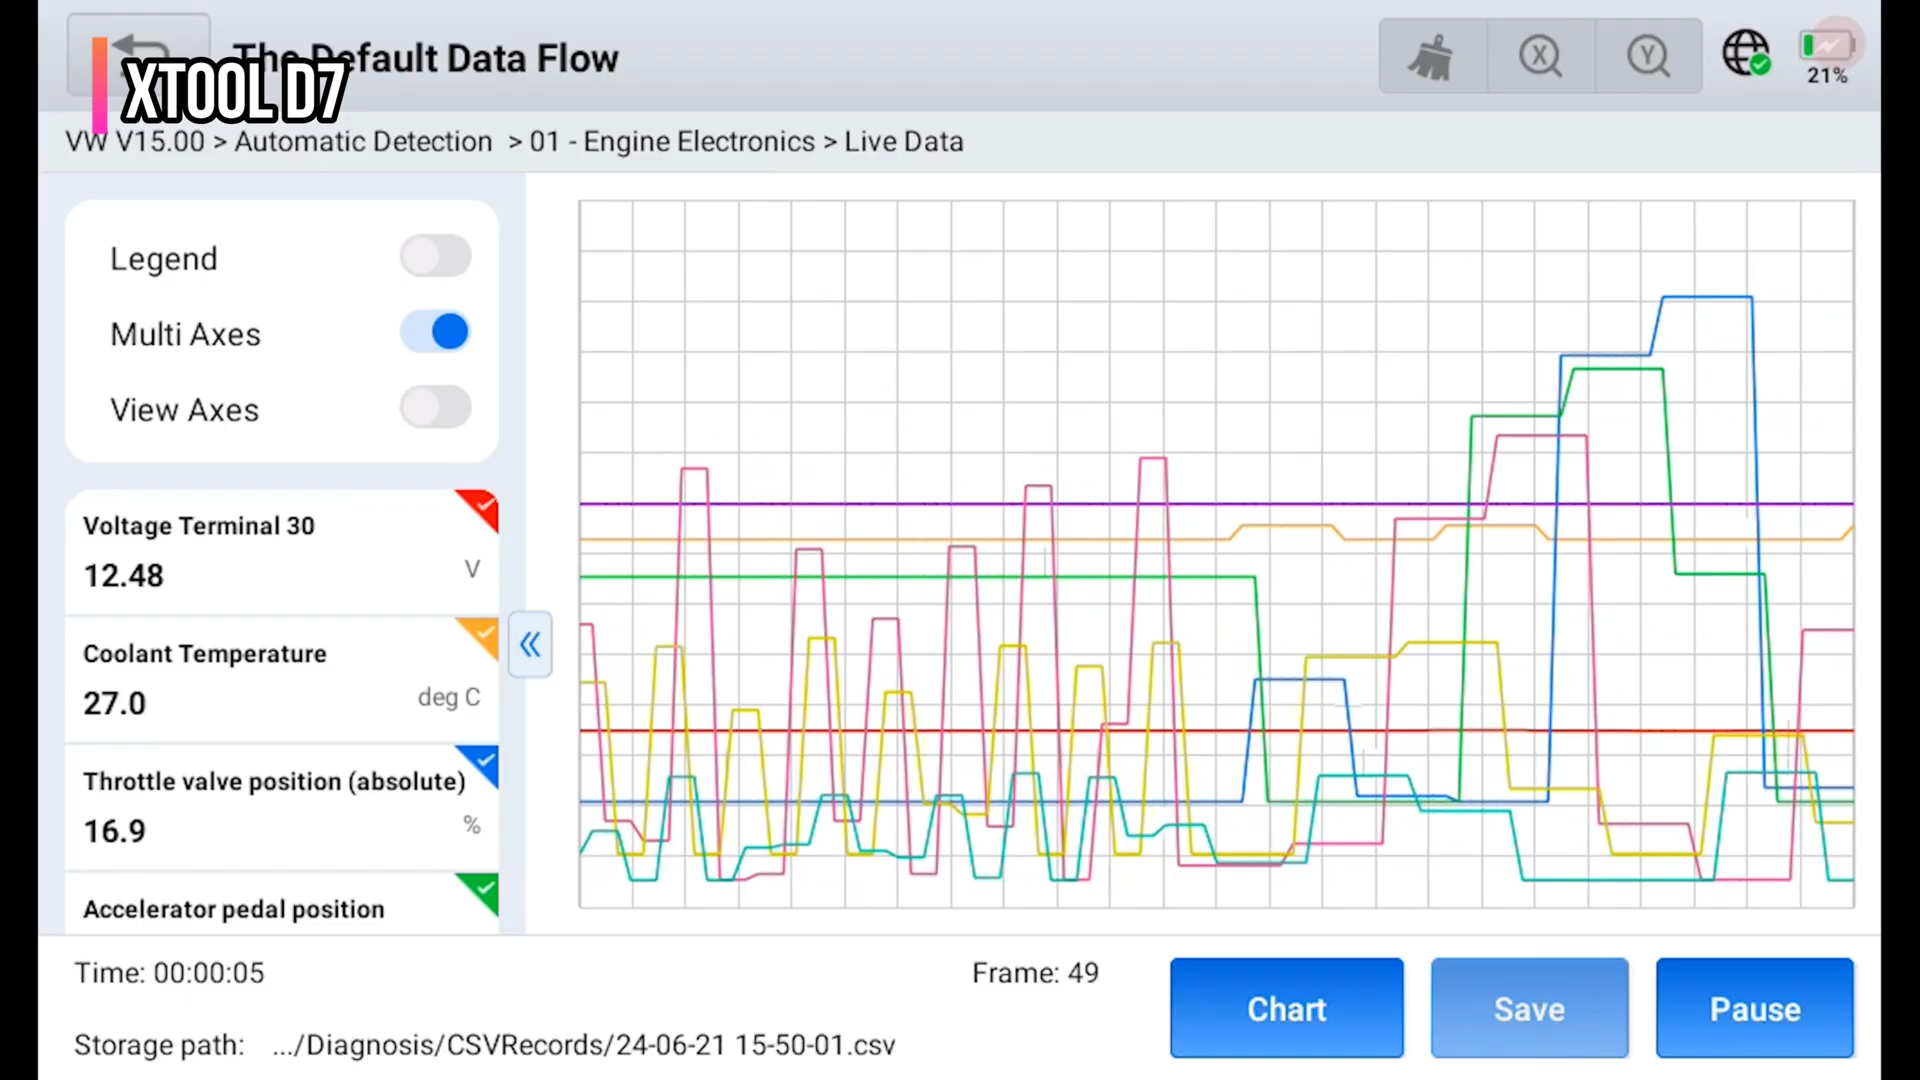 The Default Data Flow
XTOOL D7
X
Y
21%
VW V15.00 > Automatic Detection > 01 - Engine Electronics > Live Data
Legend
Multi Axes
View Axes
Voltage Terminal 30
12.48 V
Coolant Temperature
27.0 deg C
Throttle valve position (absolute)
16.9 %
Accelerator pedal position
«
Time: 00:00:05
Frame: 49
Storage path: .../Diagnosis/CSVRecords/24-06-21 15-50-01.csv
Chart
Save
Pause